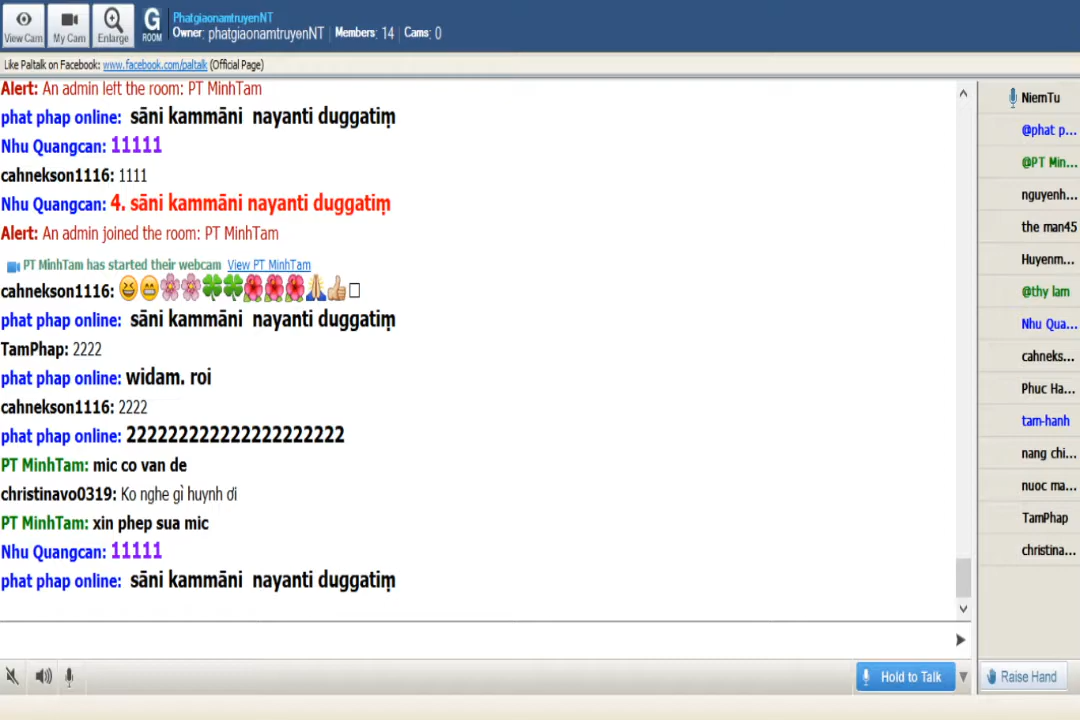 PhatgiaonamtruyenNT
Owner: phatgiaonamtruyenNT | Members: 14 | Cams: 0
View Cam My Cam Enlarge G ROOM
Like Paltalk on Facebook: www.facebook.com/paltalk (Official Page)
Alert: An admin left the room: PT MinhTam
phat phap online: sāni kammāni nayanti duggatiṃ
Nhu Quangcan: 11111
cahnekson1116: 1111
Nhu Quangcan: 4. sāni kammāni nayanti duggatiṃ
Alert: An admin joined the room: PT MinhTam
PT MinhTam has started their webcam View PT MinhTam
cahnekson1116: 😆😁🌸🌸🍀🍀🌺🌺🌺🙏👍□
phat phap online: sāni kammāni nayanti duggatiṃ
TamPhap: 2222
phat phap online: widam. roi
cahnekson1116: 2222
phat phap online: 222222222222222222222
PT MinhTam: mic co van de
christinavo0319: Ko nghe gì huynh ơi
PT MinhTam: xin phep sua mic
Nhu Quangcan: 11111
phat phap online: sāni kammāni nayanti duggatiṃ
NiemTu
@phat p...
@PT Min...
nguyenh...
the man45
Huyenm...
@thy lam
Nhu Qua...
cahneks...
Phuc Ha...
tam-hanh
nang chi...
nuoc ma...
TamPhap
christina...
Hold to Talk
Raise Hand